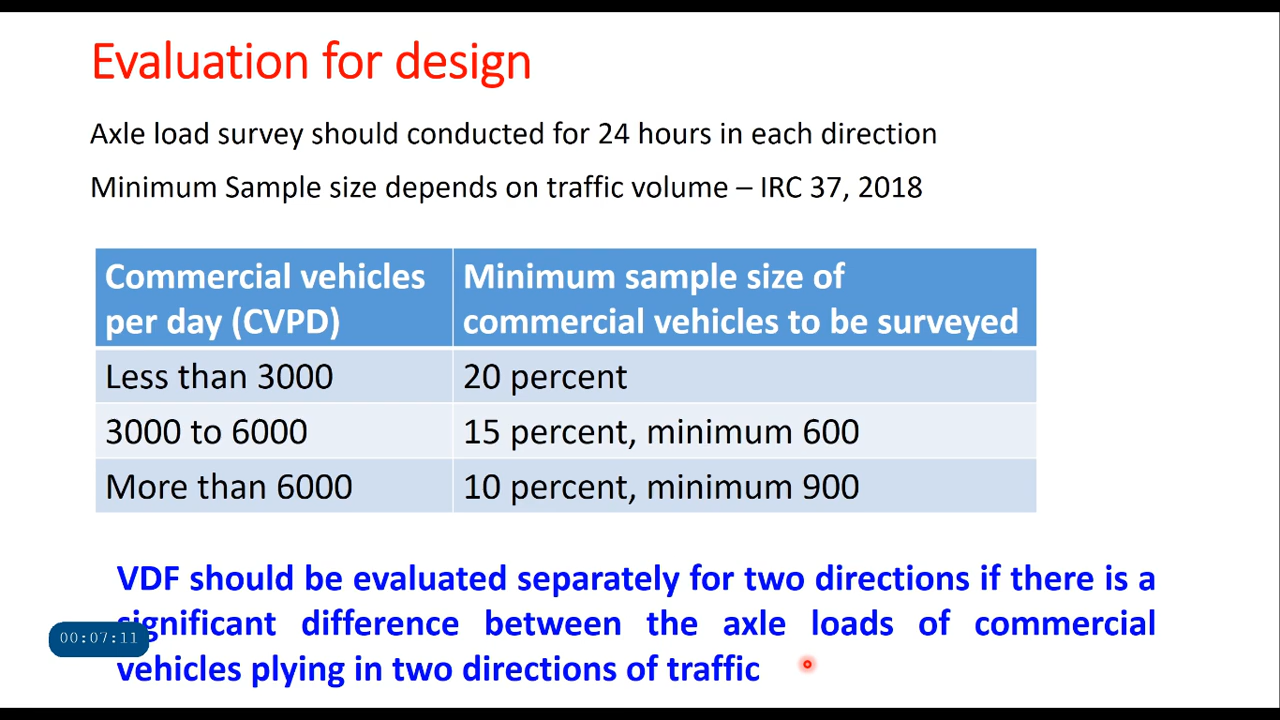 Evaluation for design
Axle load survey should conducted for 24 hours in each direction
Minimum Sample size depends on traffic volume – IRC 37, 2018
Commercial vehicles per day (CVPD)
Minimum sample size of commercial vehicles to be surveyed
Less than 3000
20 percent
3000 to 6000
15 percent, minimum 600
More than 6000
10 percent, minimum 900
VDF should be evaluated separately for two directions if there is a
significant difference between the axle loads of commercial
vehicles plying in two directions of traffic
00:07:11